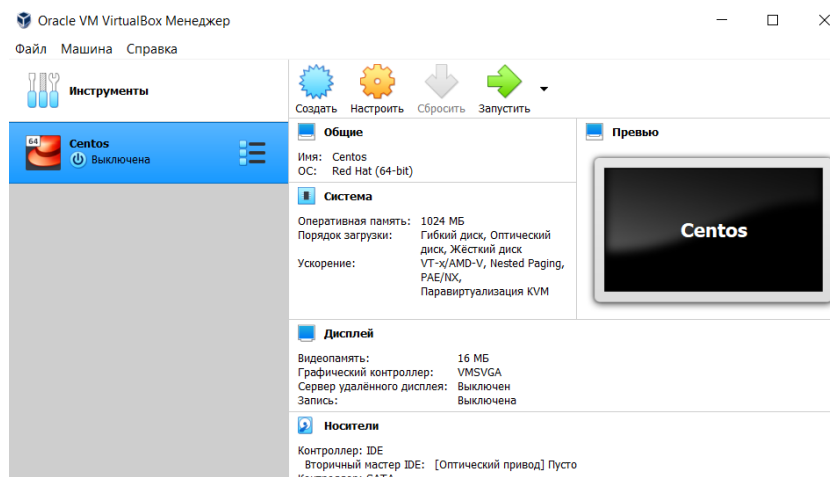 Oracle VM VirtualBox Менеджер
Файл Машина Справка
Инструменты
Создать Настроить Сбросить Запустить
64
Centos
Выключена
Общие
Имя: Centos
ОС: Red Hat (64-bit)
Превью
Centos
Система
Оперативная память: 1024 МБ
Порядок загрузки: Гибкий диск, Оптический
диск, Жёсткий диск
Ускорение: VT-x/AMD-V, Nested Paging,
PAE/NX,
Паравиртуализация KVM
Дисплей
Видеопамять: 16 МБ
Графический контроллер: VMSVGA
Сервер удалённого дисплея: Выключен
Запись: Выключена
Носители
Контроллер: IDE
Вторичный мастер IDE: [Оптический привод] Пусто
Контроллер: SATA